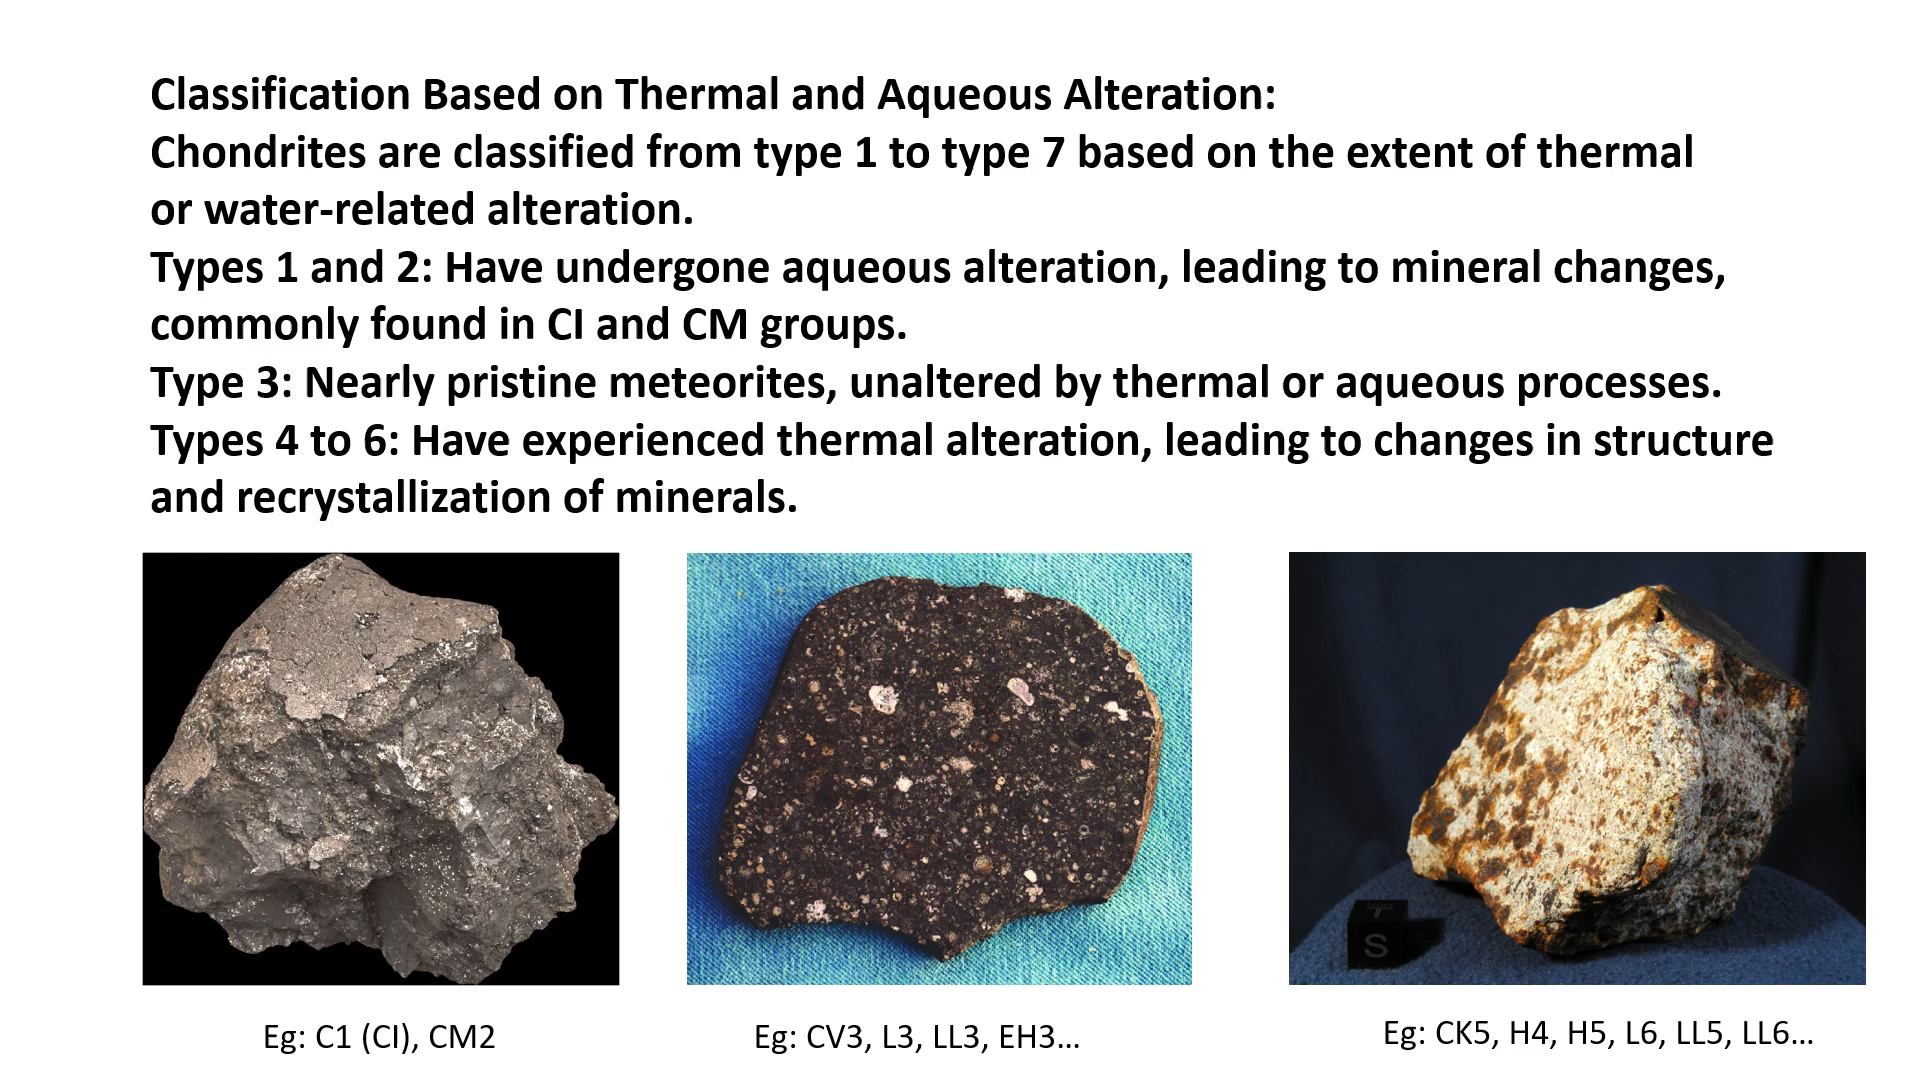 Classification Based on Thermal and Aqueous Alteration:
Chondrites are classified from type 1 to type 7 based on the extent of thermal
or water-related alteration.
Types 1 and 2: Have undergone aqueous alteration, leading to mineral changes,
commonly found in CI and CM groups.
Type 3: Nearly pristine meteorites, unaltered by thermal or aqueous processes.
Types 4 to 6: Have experienced thermal alteration, leading to changes in structure
and recrystallization of minerals.
T
S
Eg: C1 (CI), CM2
Eg: CV3, L3, LL3, EH3...
Eg: CK5, H4, H5, L6, LL5, LL6...